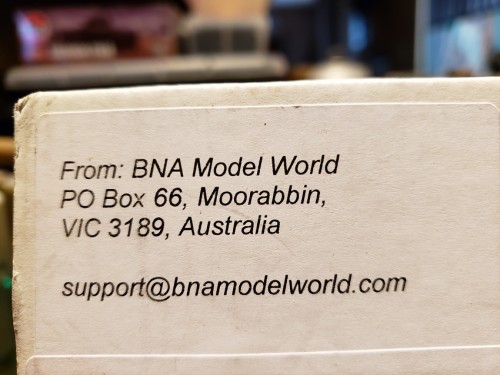 From: BNA Model World
PO Box 66, Moorabbin,
VIC 3189, Australia
support@bnamodelworld.com